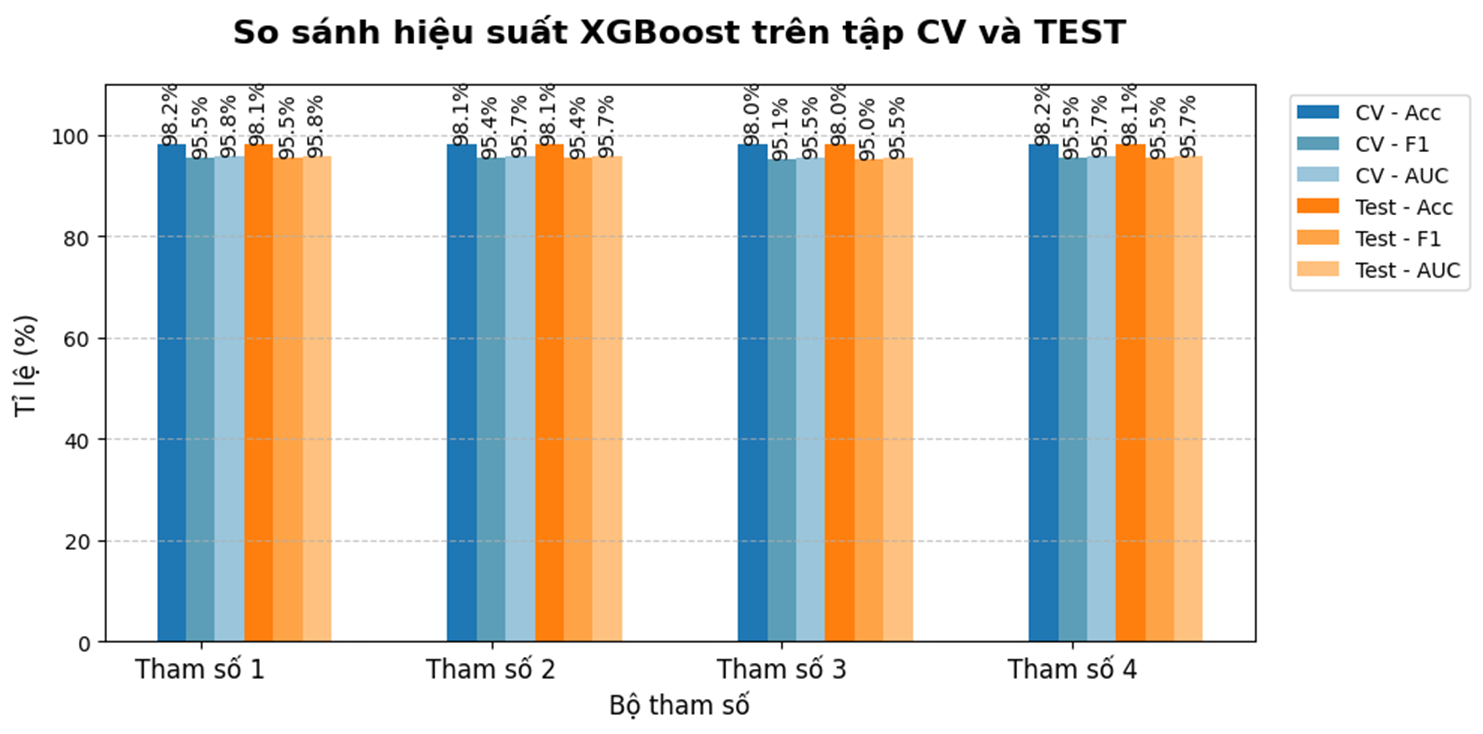 So sánh hiệu suất XGBoost trên tập CV và TEST
98.2%
95.5%
95.8%
98.1%
95.5%
95.8%
98.1%
95.4%
95.7%
98.1%
95.4%
95.7%
98.0%
95.1%
95.5%
98.0%
95.0%
95.5%
98.2%
95.5%
95.7%
98.1%
95.5%
95.7%
CV - Acc
CV - F1
CV - AUC
Test - Acc
Test - F1
Test - AUC
Tỉ lệ (%)
100
80
60
40
20
0
Tham số 1
Tham số 2
Tham số 3
Tham số 4
Bộ tham số